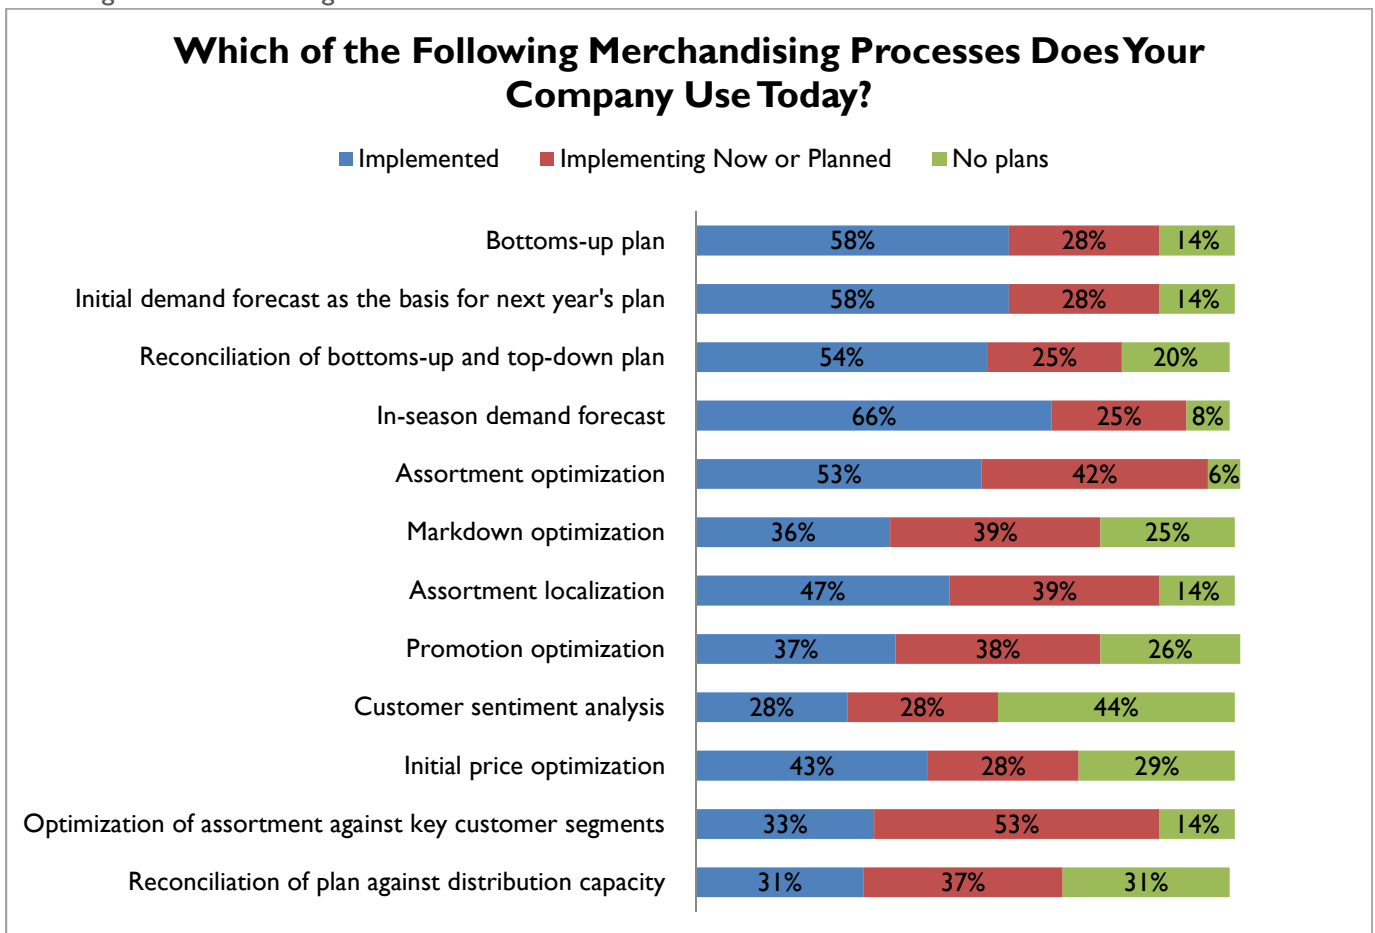 Which of the Following Merchandising Processes Does Your
Company Use Today?
Implemented Implementing Now or Planned No plans
Bottoms-up plan 58% 28% 14%
Initial demand forecast as the basis for next year's plan 58% 28% 14%
Reconciliation of bottoms-up and top-down plan 54% 25% 20%
In-season demand forecast 66% 25% 8%
Assortment optimization 53% 42% 6%
Markdown optimization 36% 39% 25%
Assortment localization 47% 39% 14%
Promotion optimization 37% 38% 26%
Customer sentiment analysis 28% 28% 44%
Initial price optimization 43% 28% 29%
Optimization of assortment against key customer segments 33% 53% 14%
Reconciliation of plan against distribution capacity 31% 37% 31%